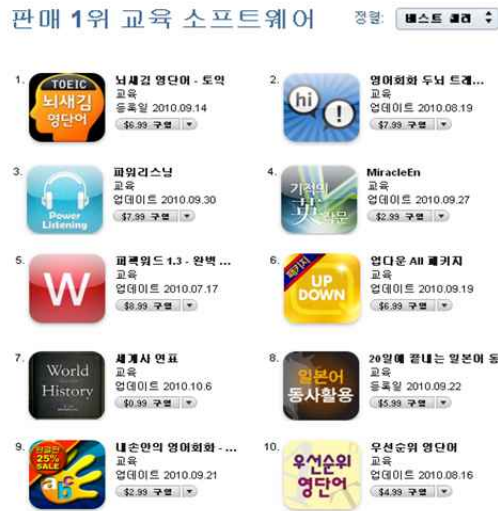 판매 1위 교육 소프트웨어
정렬: 베스트 셀러
1. 뇌새김 영단어 - 토익
교육
등록일 2010.09.14
$6.99 구입
TOEIC
뇌새김
영단어
2. 영어회화 두뇌 트레...
교육
업데이트 2010.08.19
$7.99 구입
hi !
3. 파워리스닝
교육
업데이트 2010.09.30
$7.99 구입
Power
Listening
4. MiracleEn
교육
업데이트 2010.09.27
$2.99 구입
기적의
英작문
5. 퍼펙워드 1.3 - 완벽 ...
교육
업데이트 2010.07.17
$8.99 구입
W
6. 업다운 All 패키지
교육
업데이트 2010.09.19
$6.99 구입
패키지
UP
DOWN
7. 세계사 연표
교육
업데이트 2010.10.6
$0.99 구입
World
History
8. 20일에 끝내는 일본어 동
교육
등록일 2010.09.22
$5.99 구입
일본어
동사활용
9. 내손안의 영어회화 - ...
교육
업데이트 2010.09.21
$2.99 구입
25%
SALE
abc
10. 우선순위 영단어
교육
업데이트 2010.08.16
$4.99 구입
우선순위
영단어